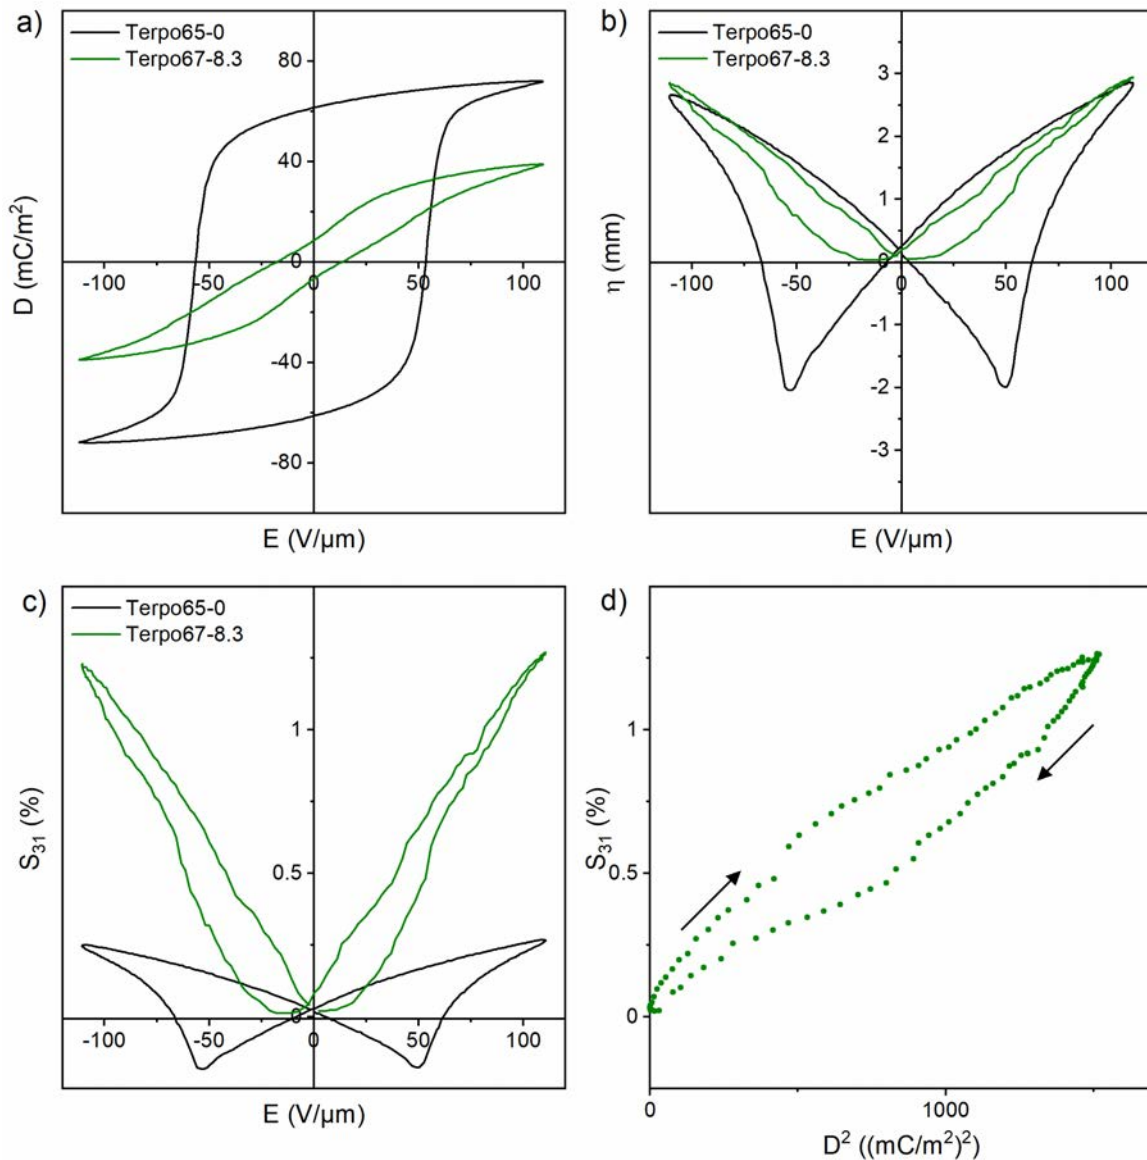 a)
Terpo65-0
Terpo67-8.3
80
40
0
-40
-80
-100
-50
0
50
100
D (mC/m²)
E (V/μm)
b)
Terpo65-0
Terpo67-8.3
3
2
1
0
-1
-2
-3
-100
-50
0
50
100
η (mm)
E (V/μm)
c)
Terpo65-0
Terpo67-8.3
1
0.5
0
-100
-50
0
50
100
S₃₁ (%)
E (V/μm)
d)
1
0.5
0
0
1000
S₃₁ (%)
D² ((mC/m²)²)